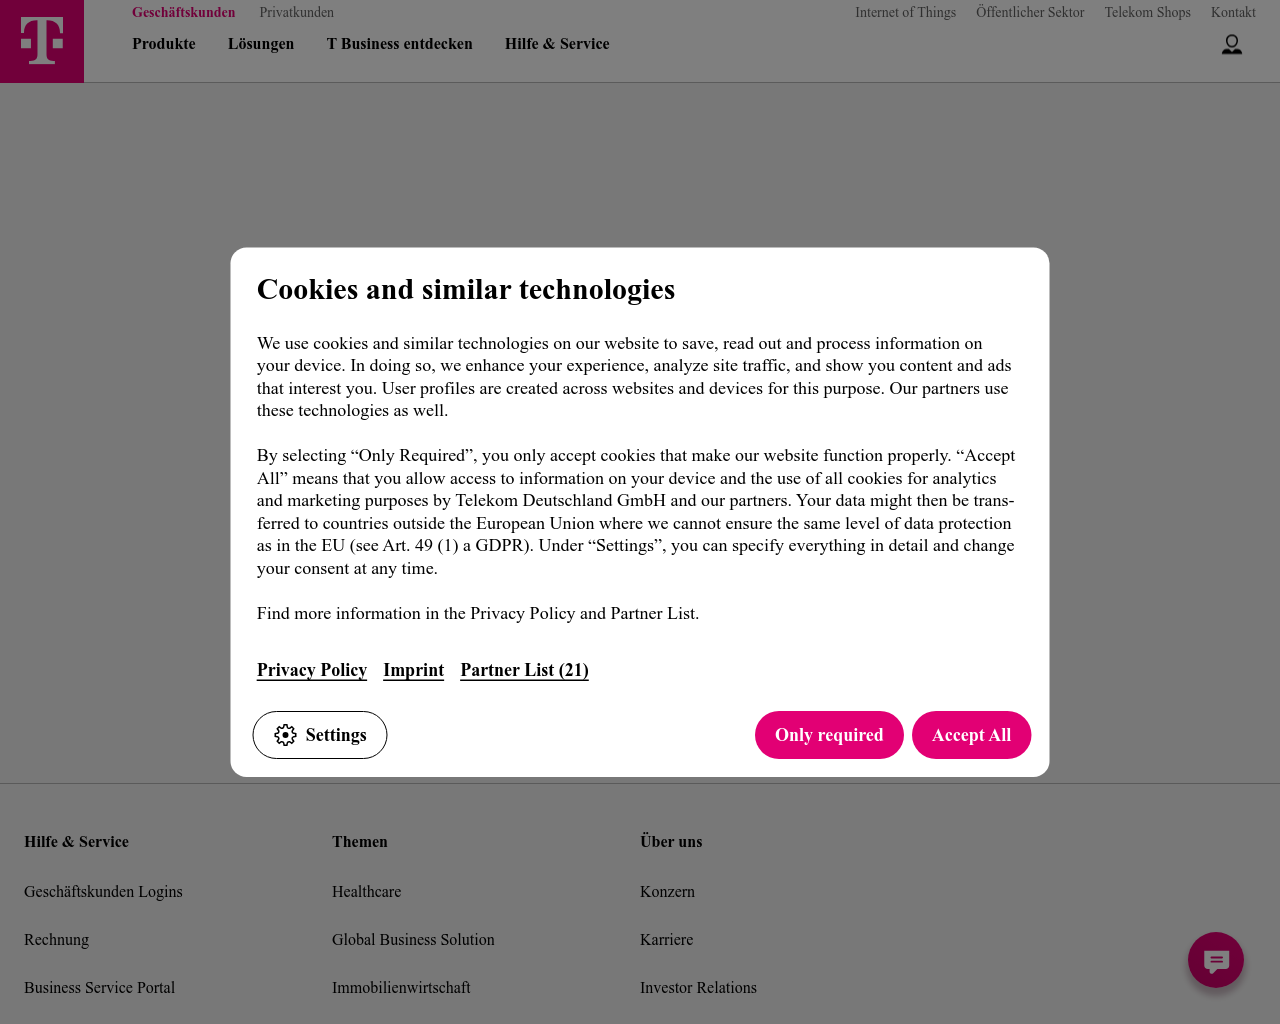 Geschäftskunden Privatkunden
Internet of Things Öffentlicher Sektor Telekom Shops Kontakt
Produkte Lösungen T Business entdecken Hilfe & Service
Cookies and similar technologies
We use cookies and similar technologies on our website to save, read out and process information on
your device. In doing so, we enhance your experience, analyze site traffic, and show you content and ads
that interest you. User profiles are created across websites and devices for this purpose. Our partners use
these technologies as well.
By selecting “Only Required”, you only accept cookies that make our website function properly. “Accept
All” means that you allow access to information on your device and the use of all cookies for analytics
and marketing purposes by Telekom Deutschland GmbH and our partners. Your data might then be trans-
ferred to countries outside the European Union where we cannot ensure the same level of data protection
as in the EU (see Art. 49 (1) a GDPR). Under “Settings”, you can specify everything in detail and change
your consent at any time.
Find more information in the Privacy Policy and Partner List.
Privacy Policy Imprint Partner List (21)
Settings Only required Accept All
Hilfe & Service Themen Über uns
Geschäftskunden Logins Healthcare Konzern
Rechnung Global Business Solution Karriere
Business Service Portal Immobilienwirtschaft Investor Relations